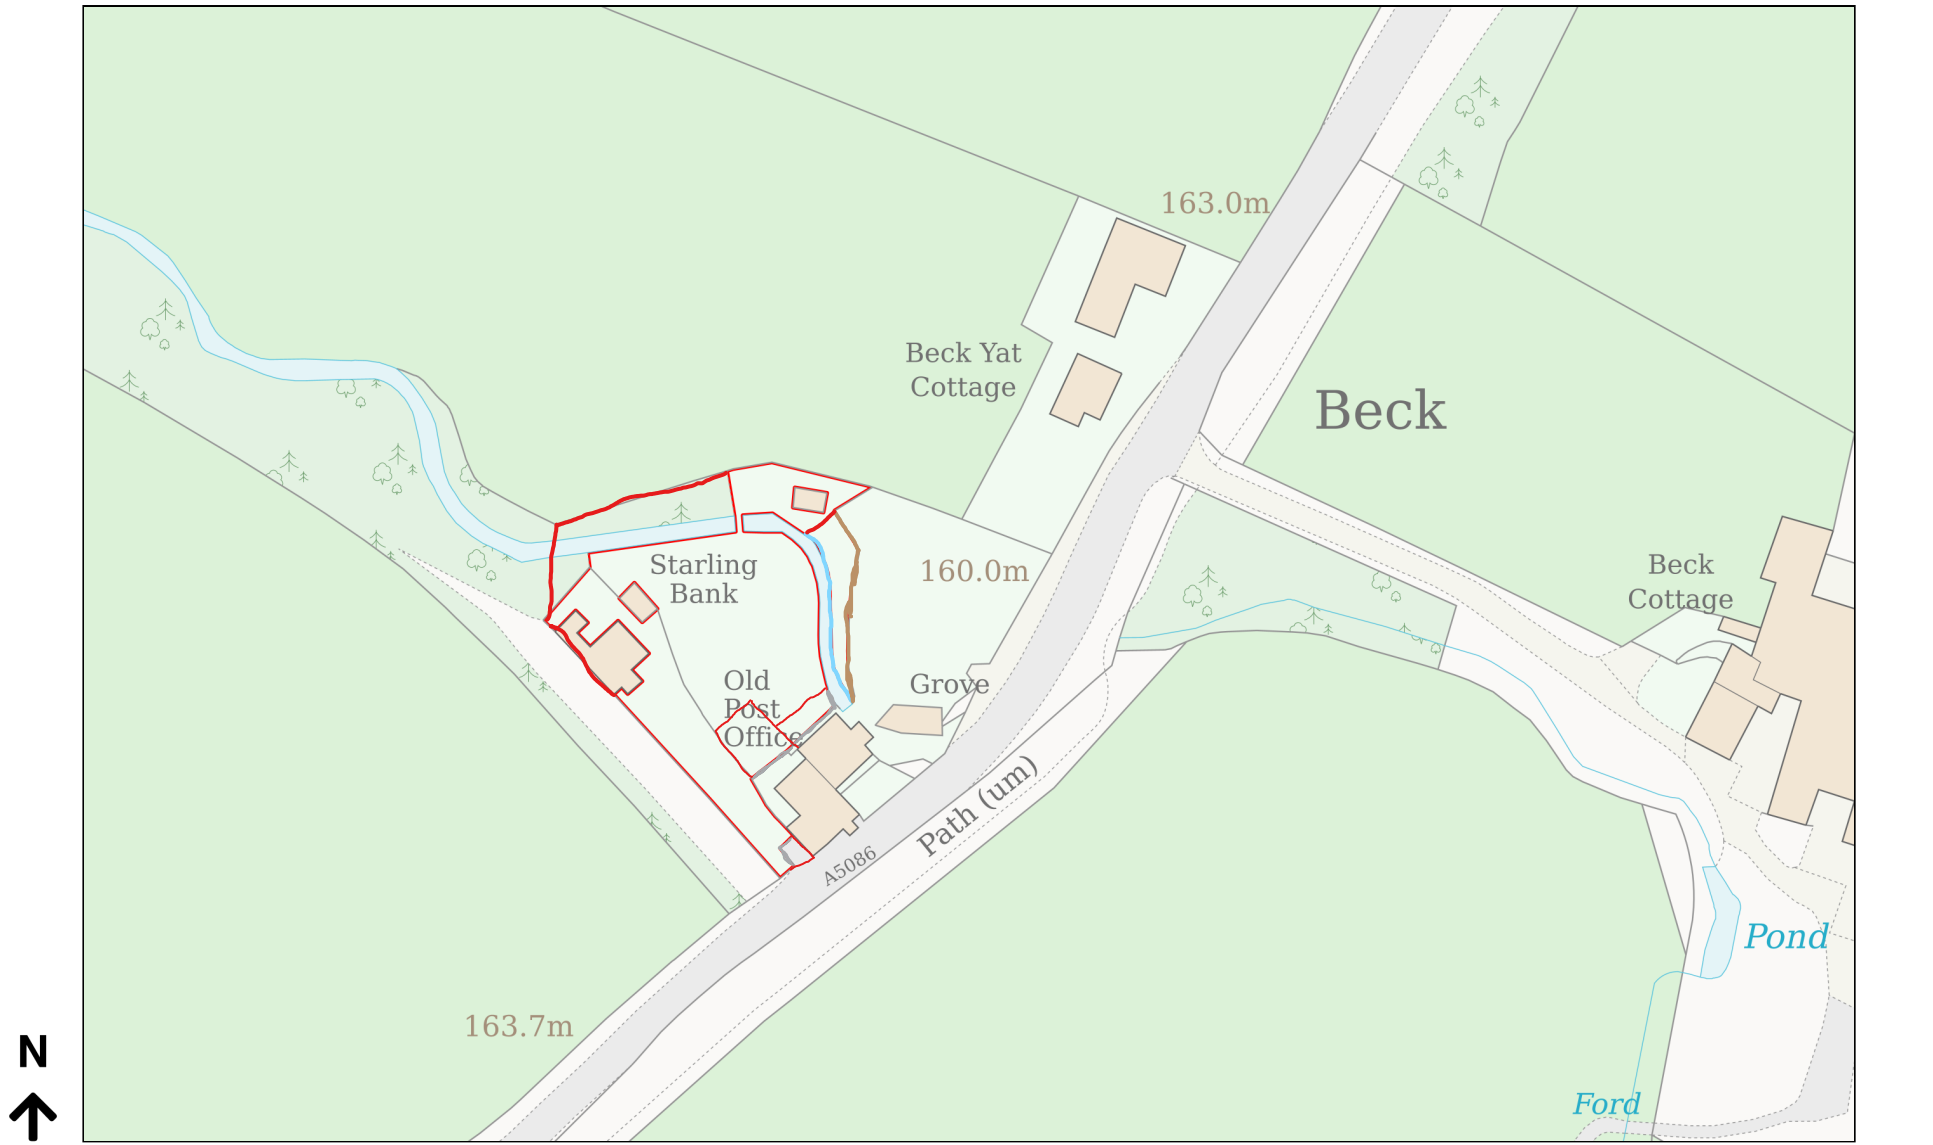 163.0m
Beck Yat
Cottage
Beck
Starling
Bank
160.0m
Beck
Cottage
Old
Post
Office
Grove
Path (um)
A5086
Pond
163.7m
N
Ford